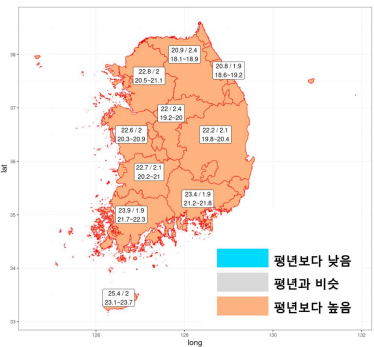 20.9 / 2.4
18.1~18.9
20.8 / 1.9
18.6~19.2
22.8 / 2
20.5~21.1
22 / 2.4
19.2~20
22.6 / 2
20.3~20.9
22.2 / 2.1
19.8~20.4
22.7 / 2.1
20.2~21
23.4 / 1.9
21.2~21.8
23.9 / 1.9
21.7~22.3
25.4 / 2
23.1~23.7
평년보다 낮음
평년과 비슷
평년보다 높음
38
37
36
35
34
33
lat
130
132
long